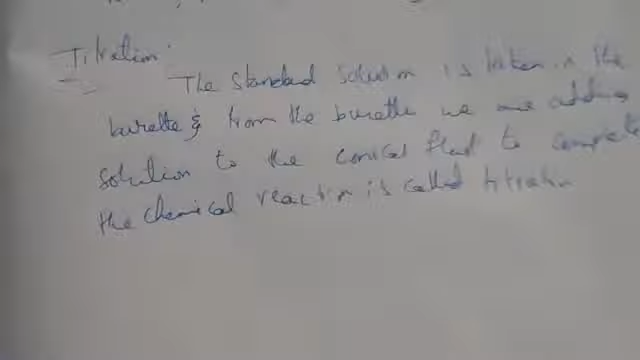 Titration:
The standard solution is taken in the
burette & from the burette we are adding
solution to the conical flask to complete
the chemical reaction is called titration